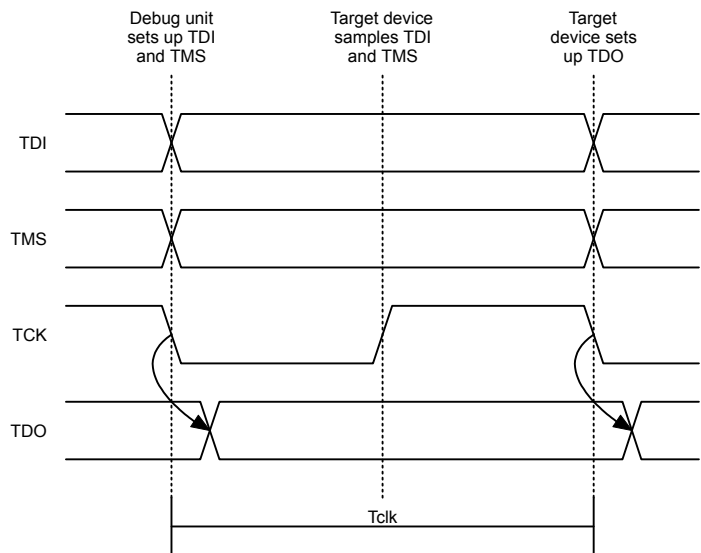 Debug unit
sets up TDI
and TMS
Target device
samples TDI
and TMS
Target
device sets
up TDO
TDI
TMS
TCK
TDO
Tclk